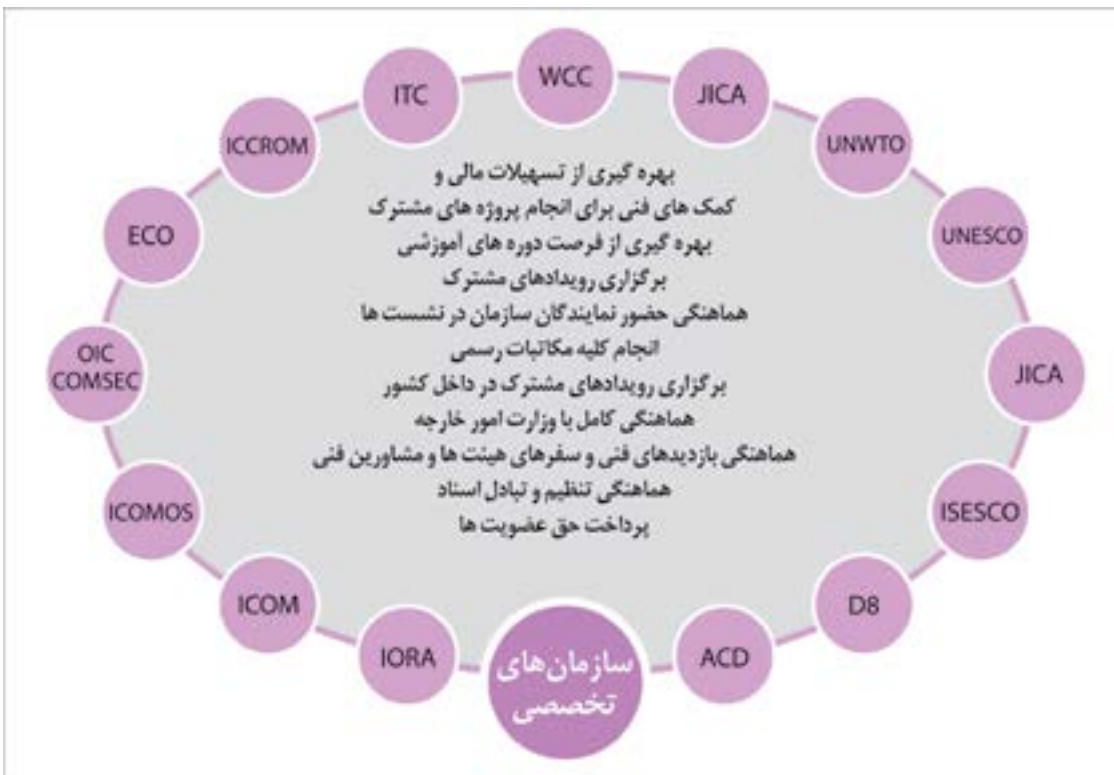 WCC
JICA
UNWTO
UNESCO
JICA
ISESCO
D8
ACD
سازمان‌های
تخصصی
IORA
ICOM
ICOMOS
OIC
COMSEC
ECO
ICCROM
ITC
بهره گیری از تسهیلات مالی و
کمک های فنی برای انجام پروژه های مشترک
بهره گیری از فرصت دوره های آموزشی
برگزاری رویدادهای مشترک
هماهنگی حضور نمایندگان سازمان در نشست ها
انجام کلیه مکاتبات رسمی
برگزاری رویدادهای مشترک در داخل کشور
هماهنگی کامل با وزارت امور خارجه
هماهنگی بازدیدهای فنی و سفرهای هیئت ها و مشاورین فنی
هماهنگی تنظیم و تبادل اسناد
پرداخت حق عضویت ها